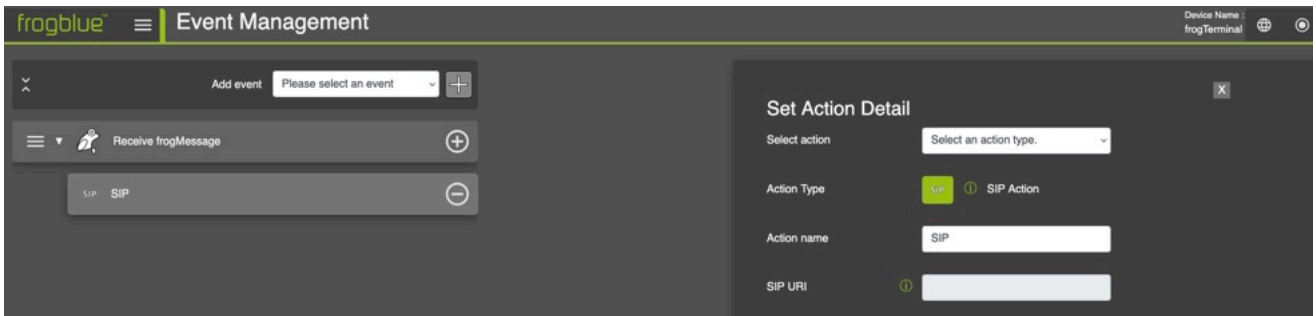 frogblue™ Event Management
Device Name :
frogTerminal
Add event Please select an event
X
Set Action Detail
Receive frogMessage
Select action Select an action type.
SIP SIP
Action Type SIP SIP Action
Action name SIP
SIP URI